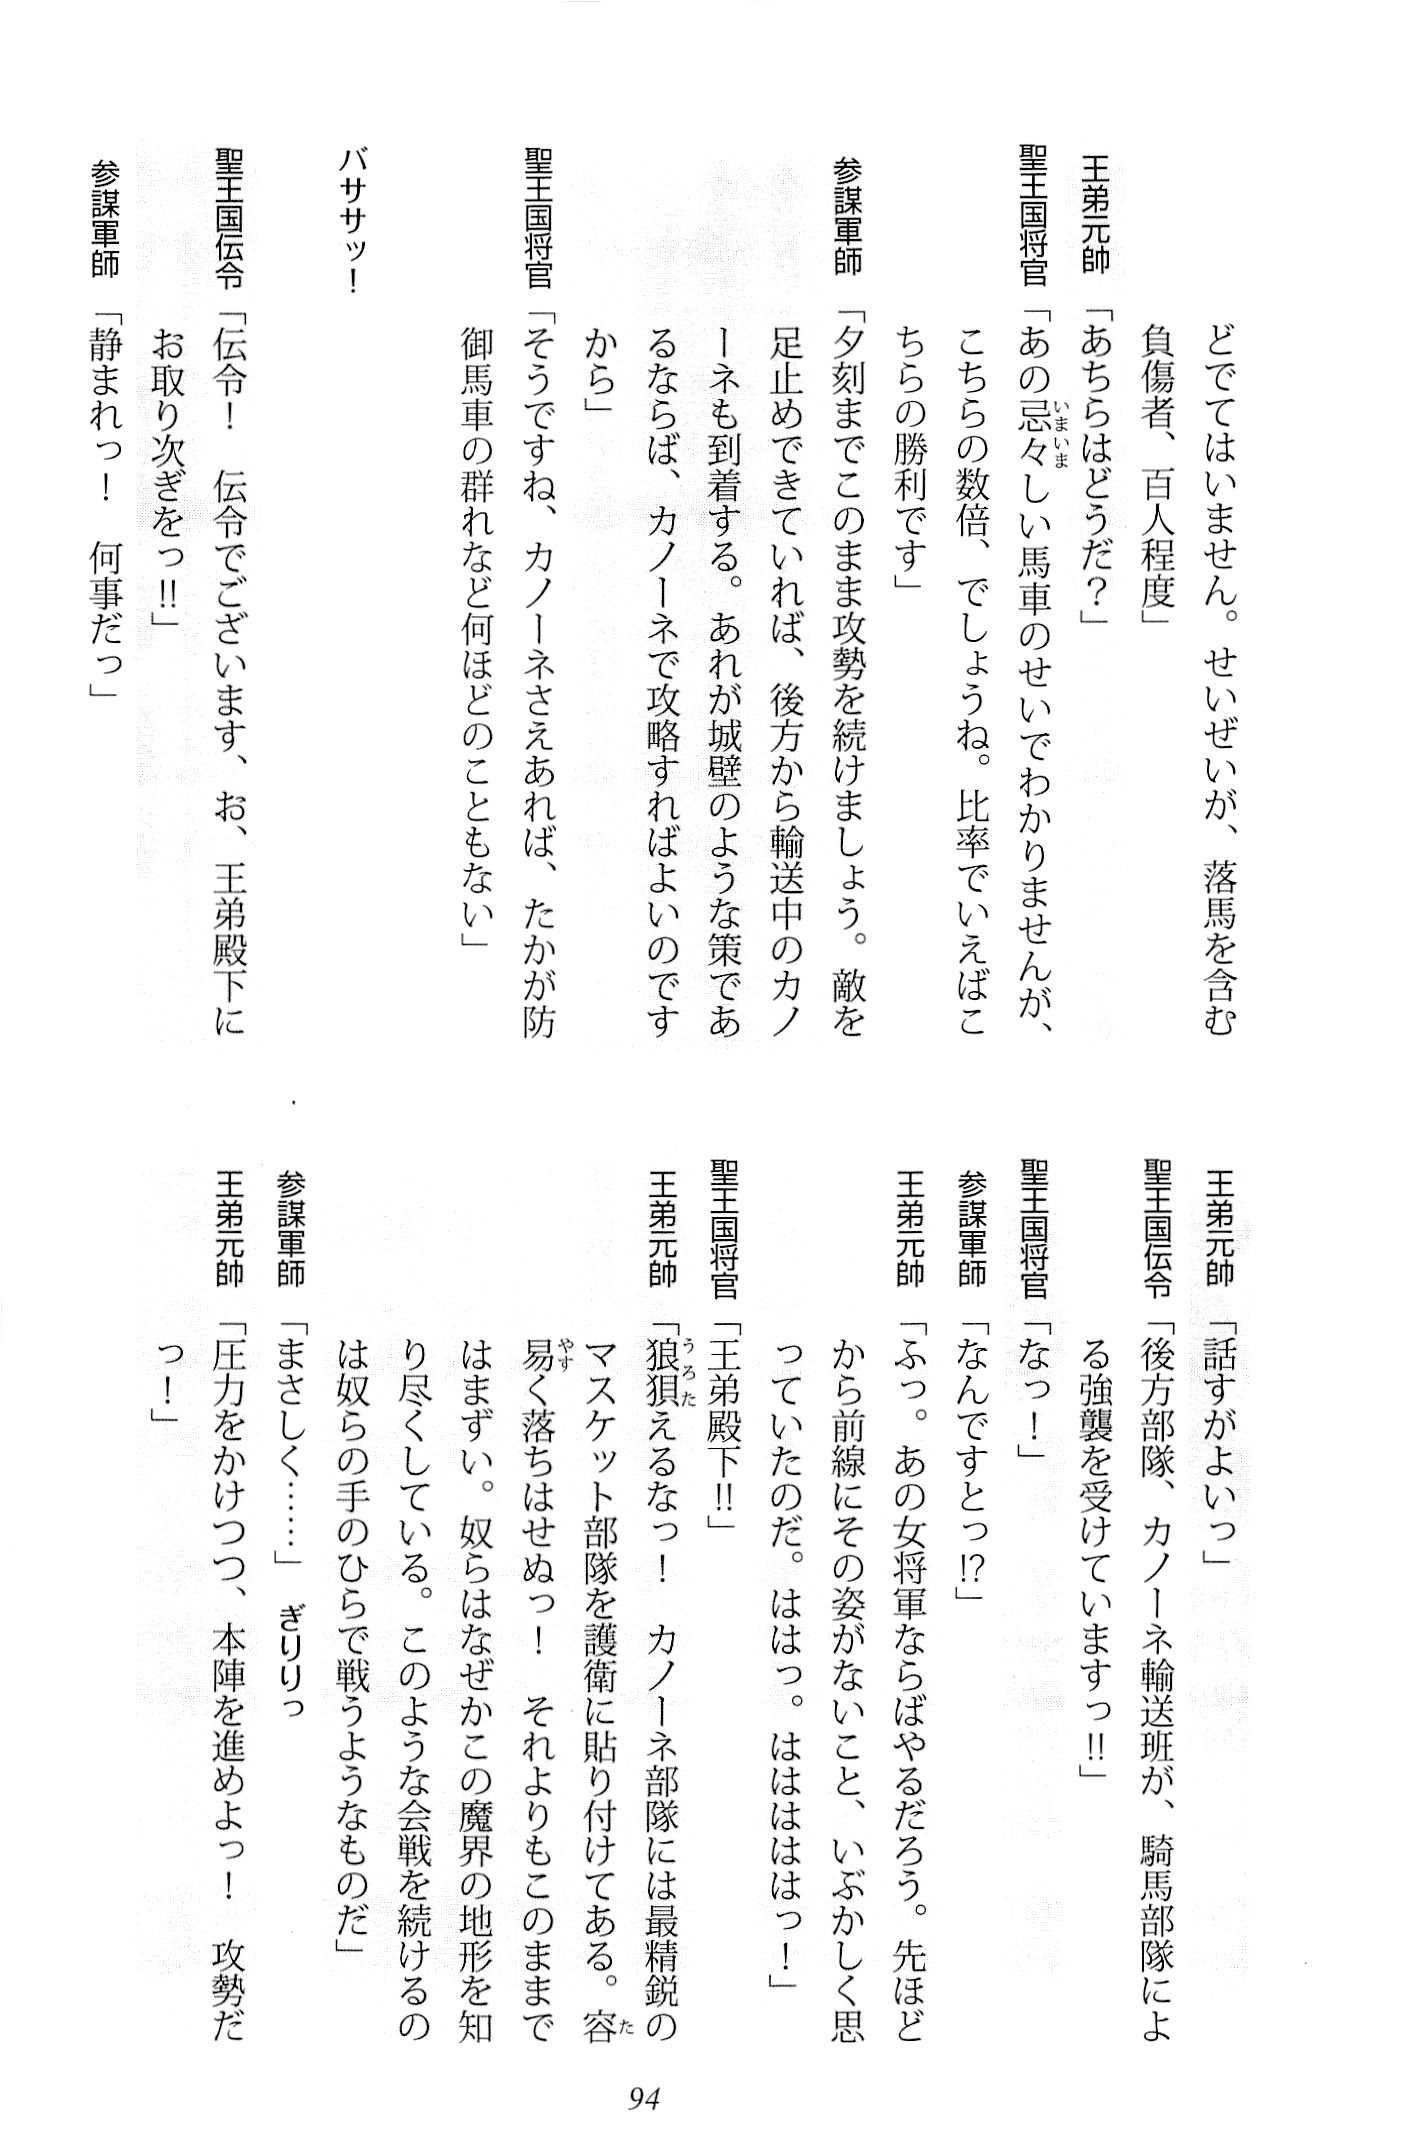 どでてはいません。せいぜいが、落馬を含む
負傷者、百人程度」
王弟元帥「あちらはどうだ？」
聖王国将官「あの忌々しい馬車のせいでわかりませんが、
こちらの数倍、でしょうね。比率でいえばこ
ちらの勝利です」
参謀軍師「夕刻までこのまま攻勢を続けましょう。敵を
足止めできていれば、後方から輸送中のカノ
ーネも到着する。あれが城壁のような策であ
るならば、カノーネで攻略すればよいのです
から」
聖王国将官「そうですね、カノーネさえあれば、たかが防
御馬車の群れなど何ほどのこともない」
バササッ！
聖王国伝令「伝令！　伝令でございます、お、王弟殿下に
お取り次ぎをっ!!」
参謀軍師「静まれっ！　何事だっ」
王弟元帥「話すがよいっ」
聖王国伝令「後方部隊、カノーネ輸送班が、騎馬部隊によ
る強襲を受けていますっ!!」
聖王国将官「なっ！」
参謀軍師「なんですとっ!?」
王弟元帥「ふっ。あの女将軍ならばやるだろう。先ほど
から前線にその姿がないこと、いぶかしく思
っていたのだ。ははっ。はははははっ！」
聖王国将官「王弟殿下!!」
王弟元帥「狼狽えるなっ！　カノーネ部隊には最精鋭の
マスケット部隊を護衛に貼り付けてある。容
易く落ちはせぬっ！　それよりもこのままで
はまずい。奴らはなぜかこの魔界の地形を知
り尽くしている。このような会戦を続けるの
は奴らの手のひらで戦うようなものだ」
参謀軍師「まさしく……」ぎりりっ
王弟元帥「圧力をかけつつ、本陣を進めよっ！　攻勢だ
っ！」
94